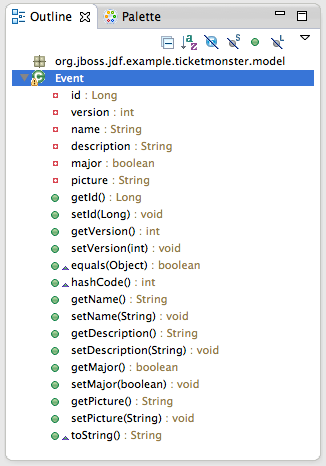 Outline Palette
org.jboss.jdf.example.ticketmonster.model
Event
id : Long
version : int
name : String
description : String
major : boolean
picture : String
getId() : Long
setId(Long) : void
getVersion() : int
setVersion(int) : void
equals(Object) : boolean
hashCode() : int
getName() : String
setName(String) : void
getDescription() : String
setDescription(String) : void
getMajor() : boolean
setMajor(boolean) : void
getPicture() : String
setPicture(String) : void
toString() : String